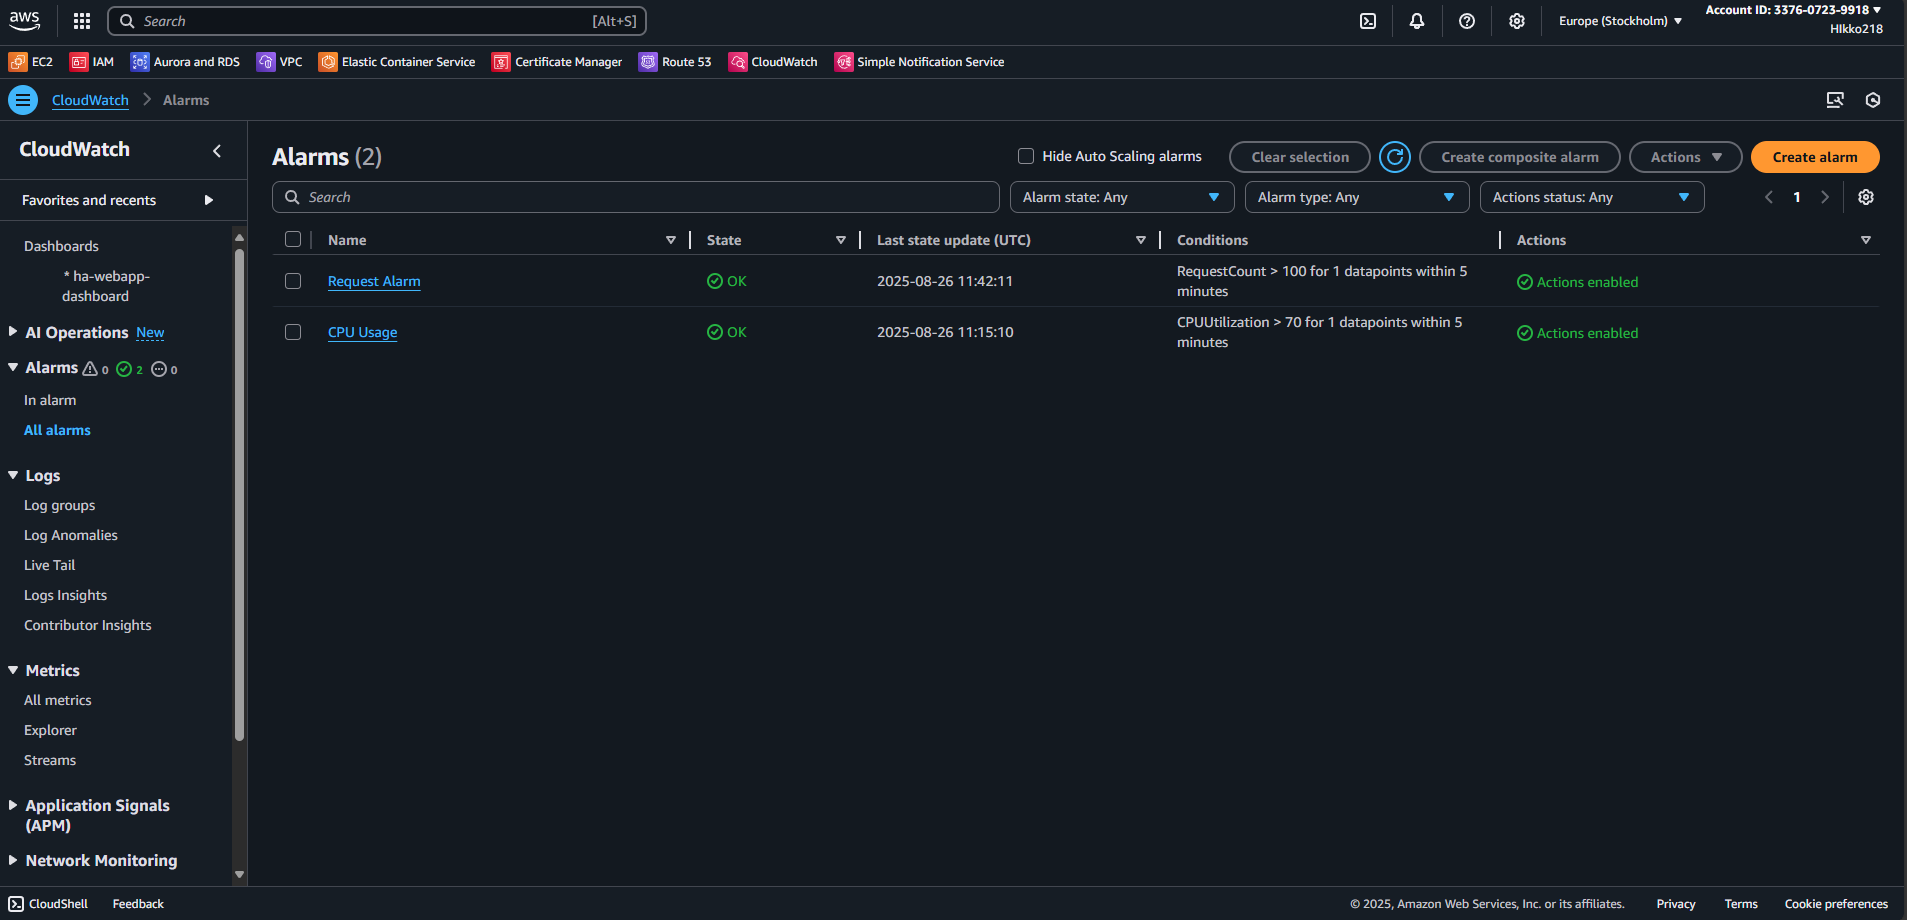 aws
Search
[Alt+S]
Europe (Stockholm)
Account ID: 3376-0723-9918
HIkko218
EC2
IAM
Aurora and RDS
VPC
Elastic Container Service
Certificate Manager
Route 53
CloudWatch
Simple Notification Service
CloudWatch
Alarms
CloudWatch
Favorites and recents
Dashboards
* ha-webapp-
dashboard
AI Operations New
Alarms 0 2 0
In alarm
All alarms
Logs
Log groups
Log Anomalies
Live Tail
Logs Insights
Contributor Insights
Metrics
All metrics
Explorer
Streams
Application Signals
(APM)
Network Monitoring
Alarms (2)
Hide Auto Scaling alarms
Clear selection
Create composite alarm
Actions
Create alarm
Search
Alarm state: Any
Alarm type: Any
Actions status: Any
1
Name
State
Last state update (UTC)
Conditions
Actions
Request Alarm
OK
2025-08-26 11:42:11
RequestCount > 100 for 1 datapoints within 5
minutes
Actions enabled
CPU Usage
OK
2025-08-26 11:15:10
CPUUtilization > 70 for 1 datapoints within 5
minutes
Actions enabled
CloudShell
Feedback
© 2025, Amazon Web Services, Inc. or its affiliates.
Privacy
Terms
Cookie preferences